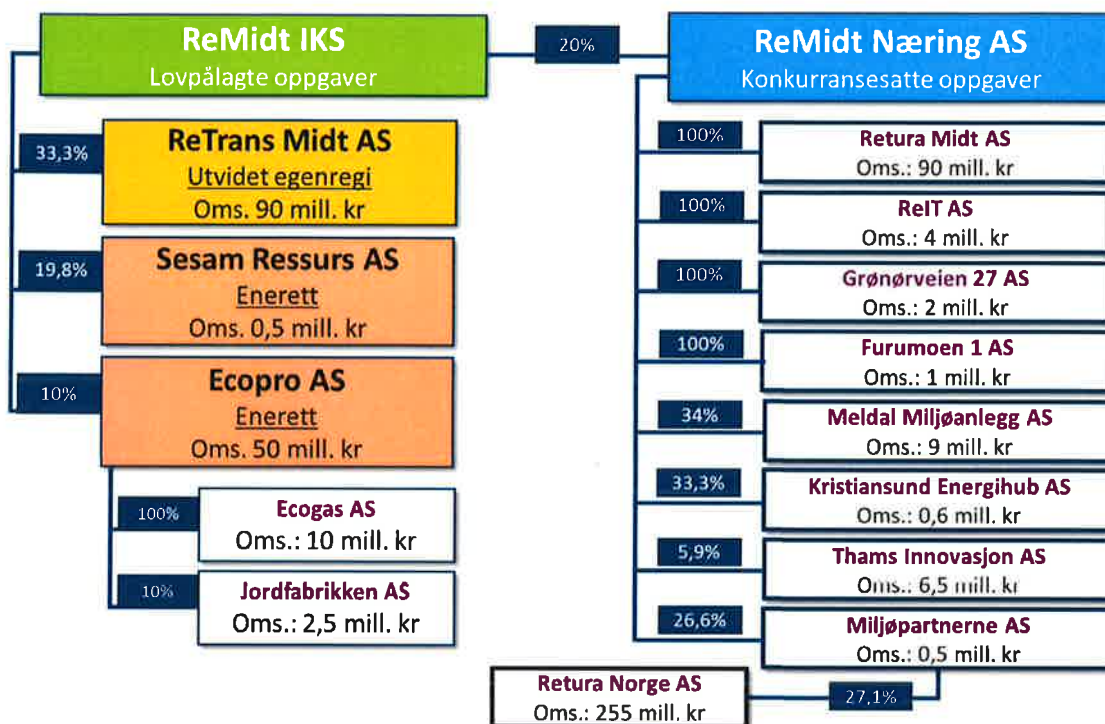 ReMidt IKS
Lovpålagte oppgaver
20%
ReMidt Næring AS
Konkurransesatte oppgaver
33,3%
ReTrans Midt AS
Utvidet egenregi
Oms. 90 mill. kr
19,8%
Sesam Ressurs AS
Enerett
Oms. 0,5 mill. kr
10%
Ecopro AS
Enerett
Oms. 50 mill. kr
100%
Ecogas AS
Oms.: 10 mill. kr
10%
Jordfabrikken AS
Oms.: 2,5 mill. kr
100%
Retura Midt AS
Oms.: 90 mill. kr
100%
ReIT AS
Oms.: 4 mill. kr
100%
Grønørveien 27 AS
Oms.: 2 mill. kr
100%
Furumoen 1 AS
Oms.: 1 mill. kr
34%
Meldal Miljøanlegg AS
Oms.: 9 mill. kr
33,3%
Kristiansund Energihub AS
Oms.: 0,6 mill. kr
5,9%
Thams Innovasjon AS
Oms.: 6,5 mill. kr
26,6%
Miljøpartnerne AS
Oms.: 0,5 mill. kr
Retura Norge AS
Oms.: 255 mill. kr
27,1%